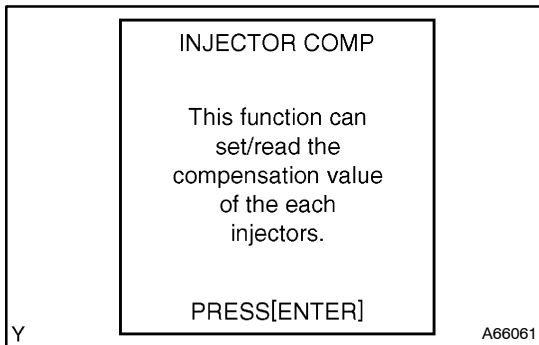 INJECTOR COMP
This function can
set/read the
compensation value
of the each
injectors.
PRESS[ENTER]
Y
A66061